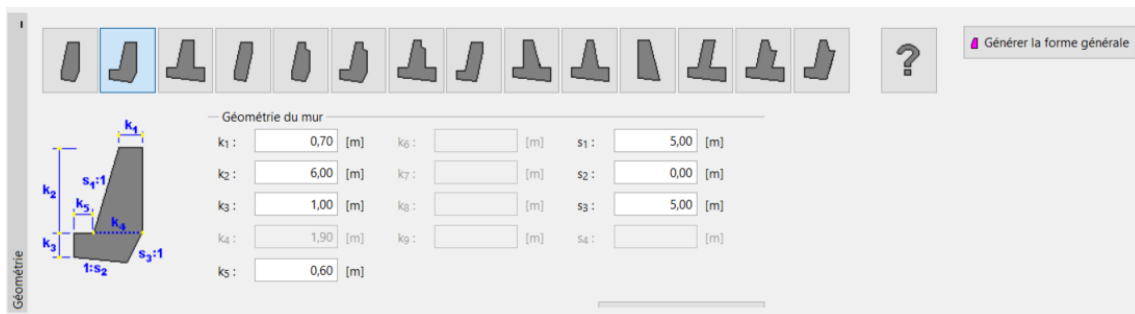 Générer la forme générale
Géométrie du mur
k1 : 0,70 [m] k6 : [m] s1 : 5,00 [m]
k2 : 6,00 [m] k7 : [m] s2 : 0,00 [m]
k3 : 1,00 [m] k8 : [m] s3 : 5,00 [m]
k4 : 1,90 [m] k9 : [m] s4 : [m]
k5 : 0,60 [m]
k1
k2
s1:1
k5
k4
k3
s3:1
1:s2
Géométrie